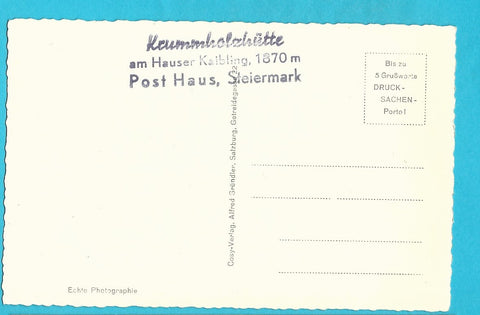 Krummholzhütte
am Hauser Kaibling, 1870 m
Post Haus, Steiermark
Bis zu
5 Grußworte
DRUCK-
SACHEN-
Porto!
Cosy-Verlag, Alfred Gründler, Salzburg, Getreidegasse 22
Echte Photographie